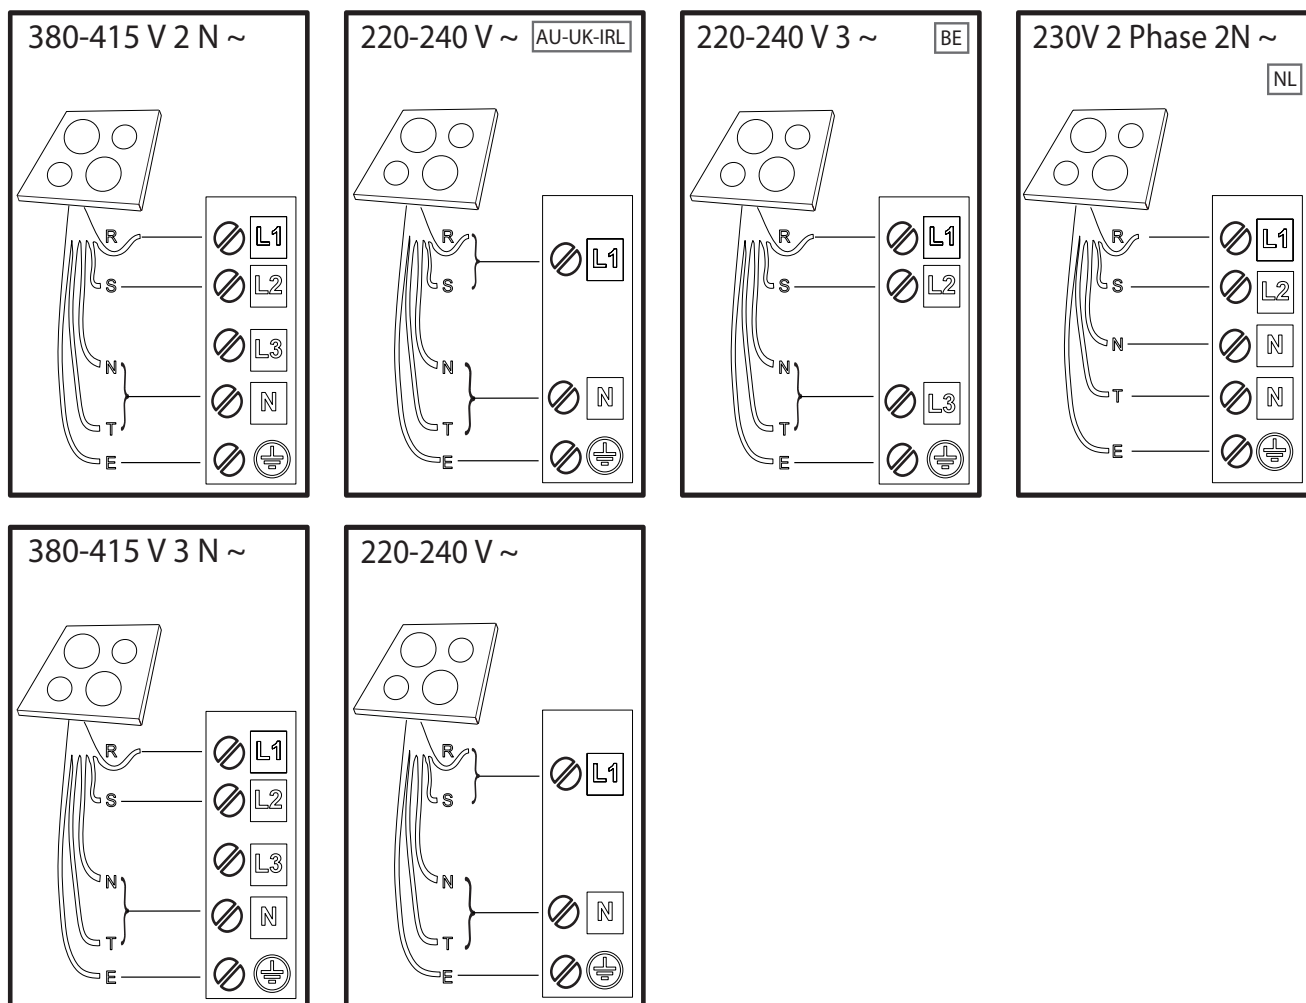 380-415 V 2 N ~
R L1
S L2
L3
N
N
T
E
220-240 V ~ AU-UK-IRL
R
L1
S
N
N
T
E
220-240 V 3 ~ BE
R L1
S L2
N
L3
T
E
230V 2 Phase 2N ~
NL
R L1
S L2
N N
T N
E
380-415 V 3 N ~
R L1
S L2
L3
N
N
T
E
220-240 V ~
R
L1
S
N
N
T
E